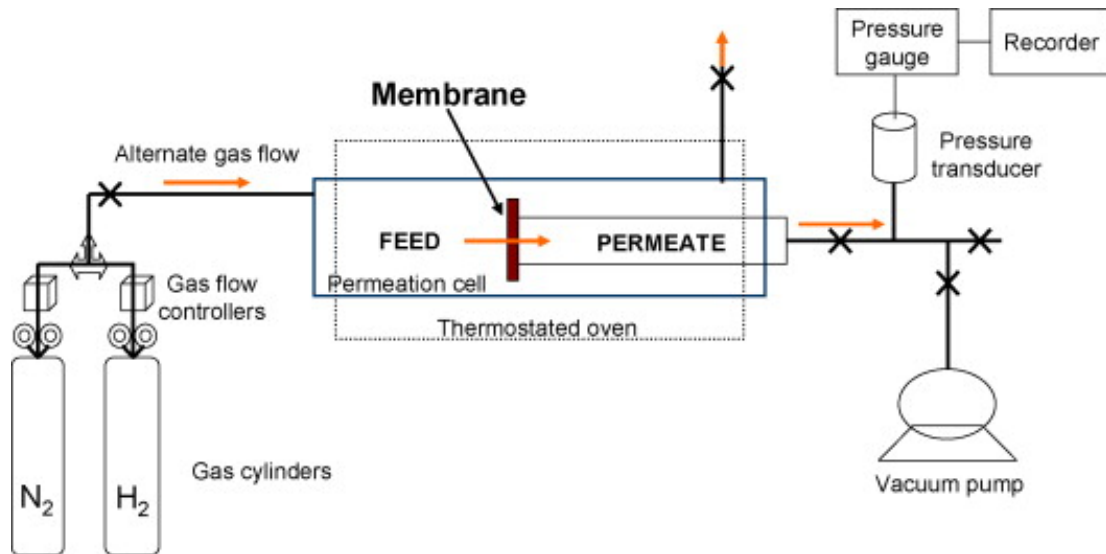 Pressure
gauge
Recorder
Membrane
Alternate gas flow
Pressure
transducer
FEED
PERMEATE
Permeation cell
Gas flow
controllers
Thermostated oven
Gas cylinders
N2
H2
Vacuum pump